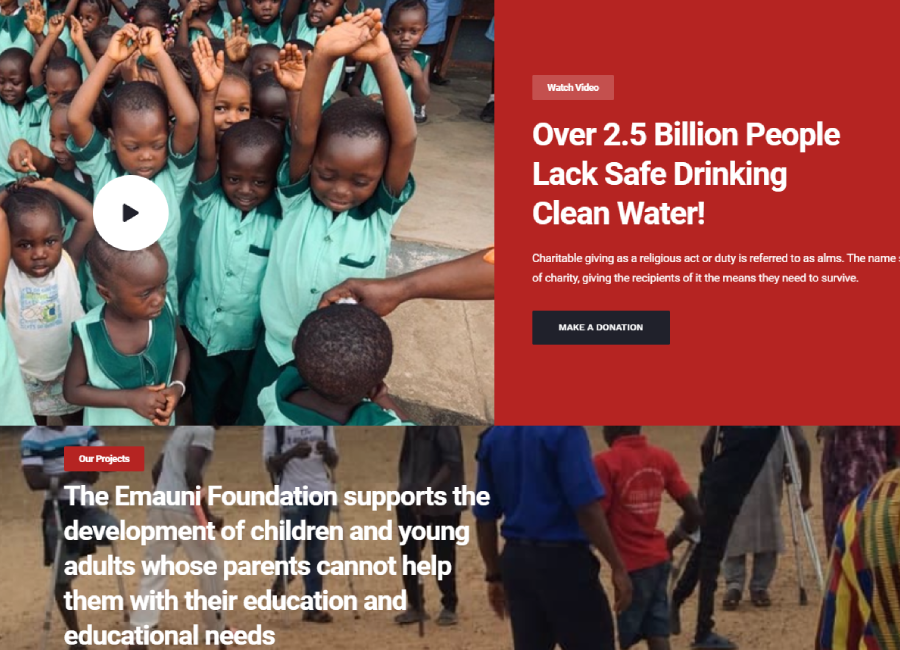 Watch Video
Over 2.5 Billion People
Lack Safe Drinking
Clean Water!
Charitable giving as a religious act or duty is referred to as alms. The name
of charity, giving the recipients of it the means they need to survive.
MAKE A DONATION
Our Projects
The Emauni Foundation supports the
development of children and young
adults whose parents cannot help
them with their education and
educational needs